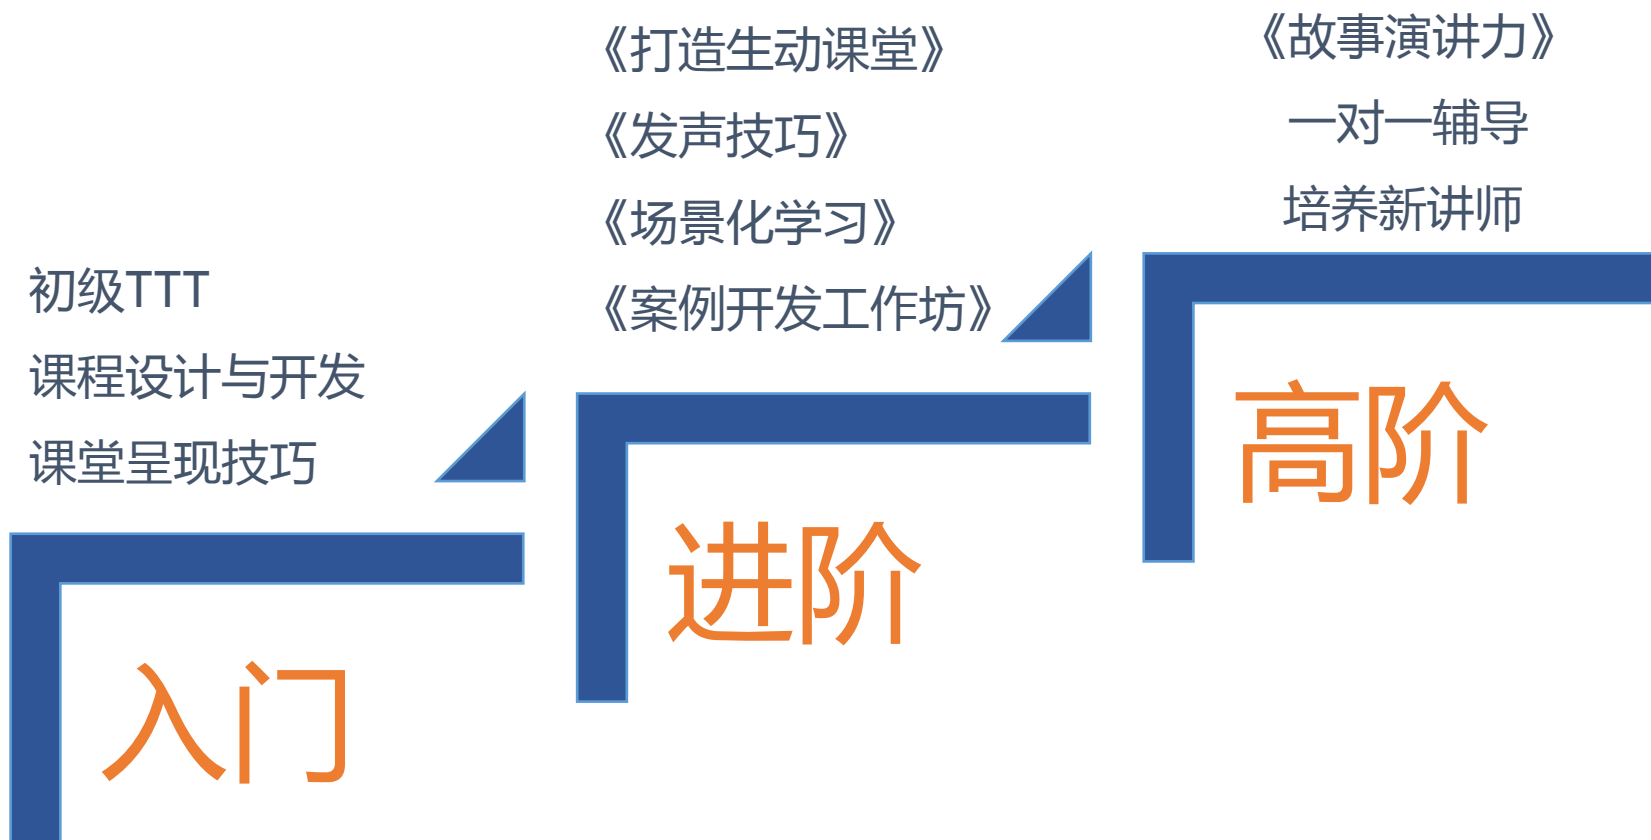 初级TTT
课程设计与开发
课堂呈现技巧
入门
《打造生动课堂》
《发声技巧》
《场景化学习》
《案例开发工作坊》
进阶
《故事演讲力》
一对一辅导
培养新讲师
高阶